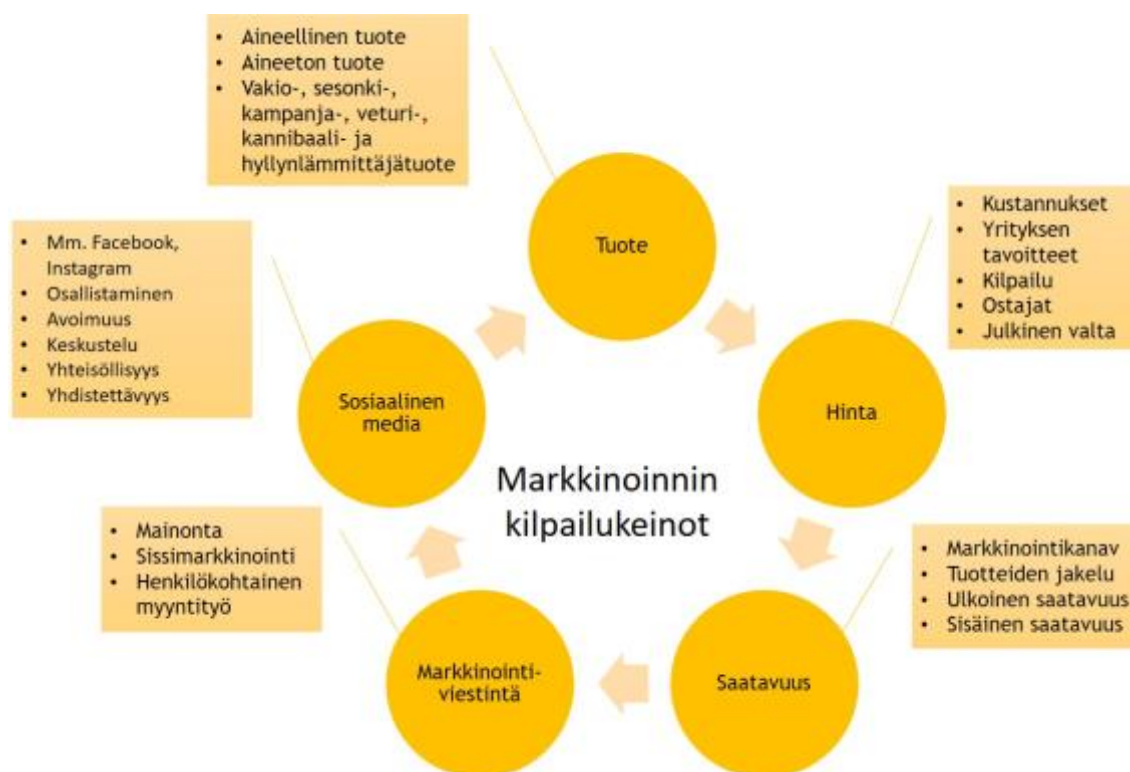 • Aineellinen tuote
• Aineeton tuote
• Vakio-, sesonki-,
kampanja-, veturi-,
kannibaali- ja
hyllynlämmittäjätuote
Tuote
• Kustannukset
• Yrityksen
tavoitteet
• Kilpailu
• Ostajat
• Julkinen valta
Hinta
• Markkinointikanav
• Tuotteiden jakelu
• Ulkoinen saatavuus
• Sisäinen saatavuus
Saatavuus
• Mainonta
• Sissimarkkinointi
• Henkilökohtainen
myyntityö
Markkinointi-
viestintä
• Mm. Facebook,
Instagram
• Osallistaminen
• Avoimuus
• Keskustelu
• Yhteisöllisyys
• Yhdistettävyys
Sosiaalinen
media
Markkinoinnin
kilpailukeinot